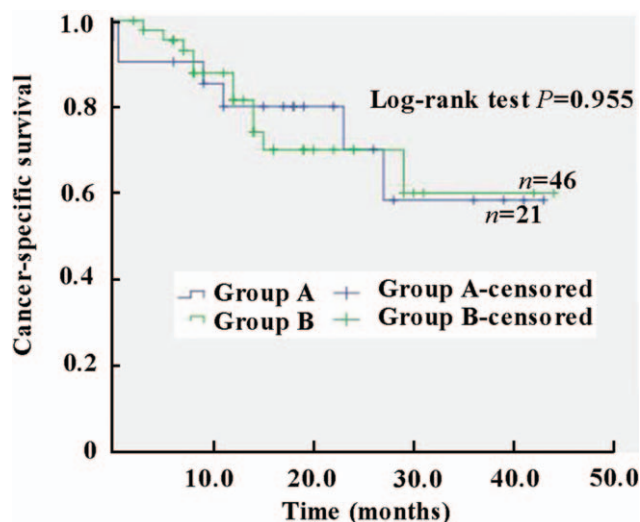 Cancer-specific survival
1.0
0.8
0.6
0.4
0.2
0
Log-rank test P=0.955
n=46
n=21
Group A
Group A-censored
Group B
Group B-censored
10.0 20.0 30.0 40.0 50.0
Time (months)